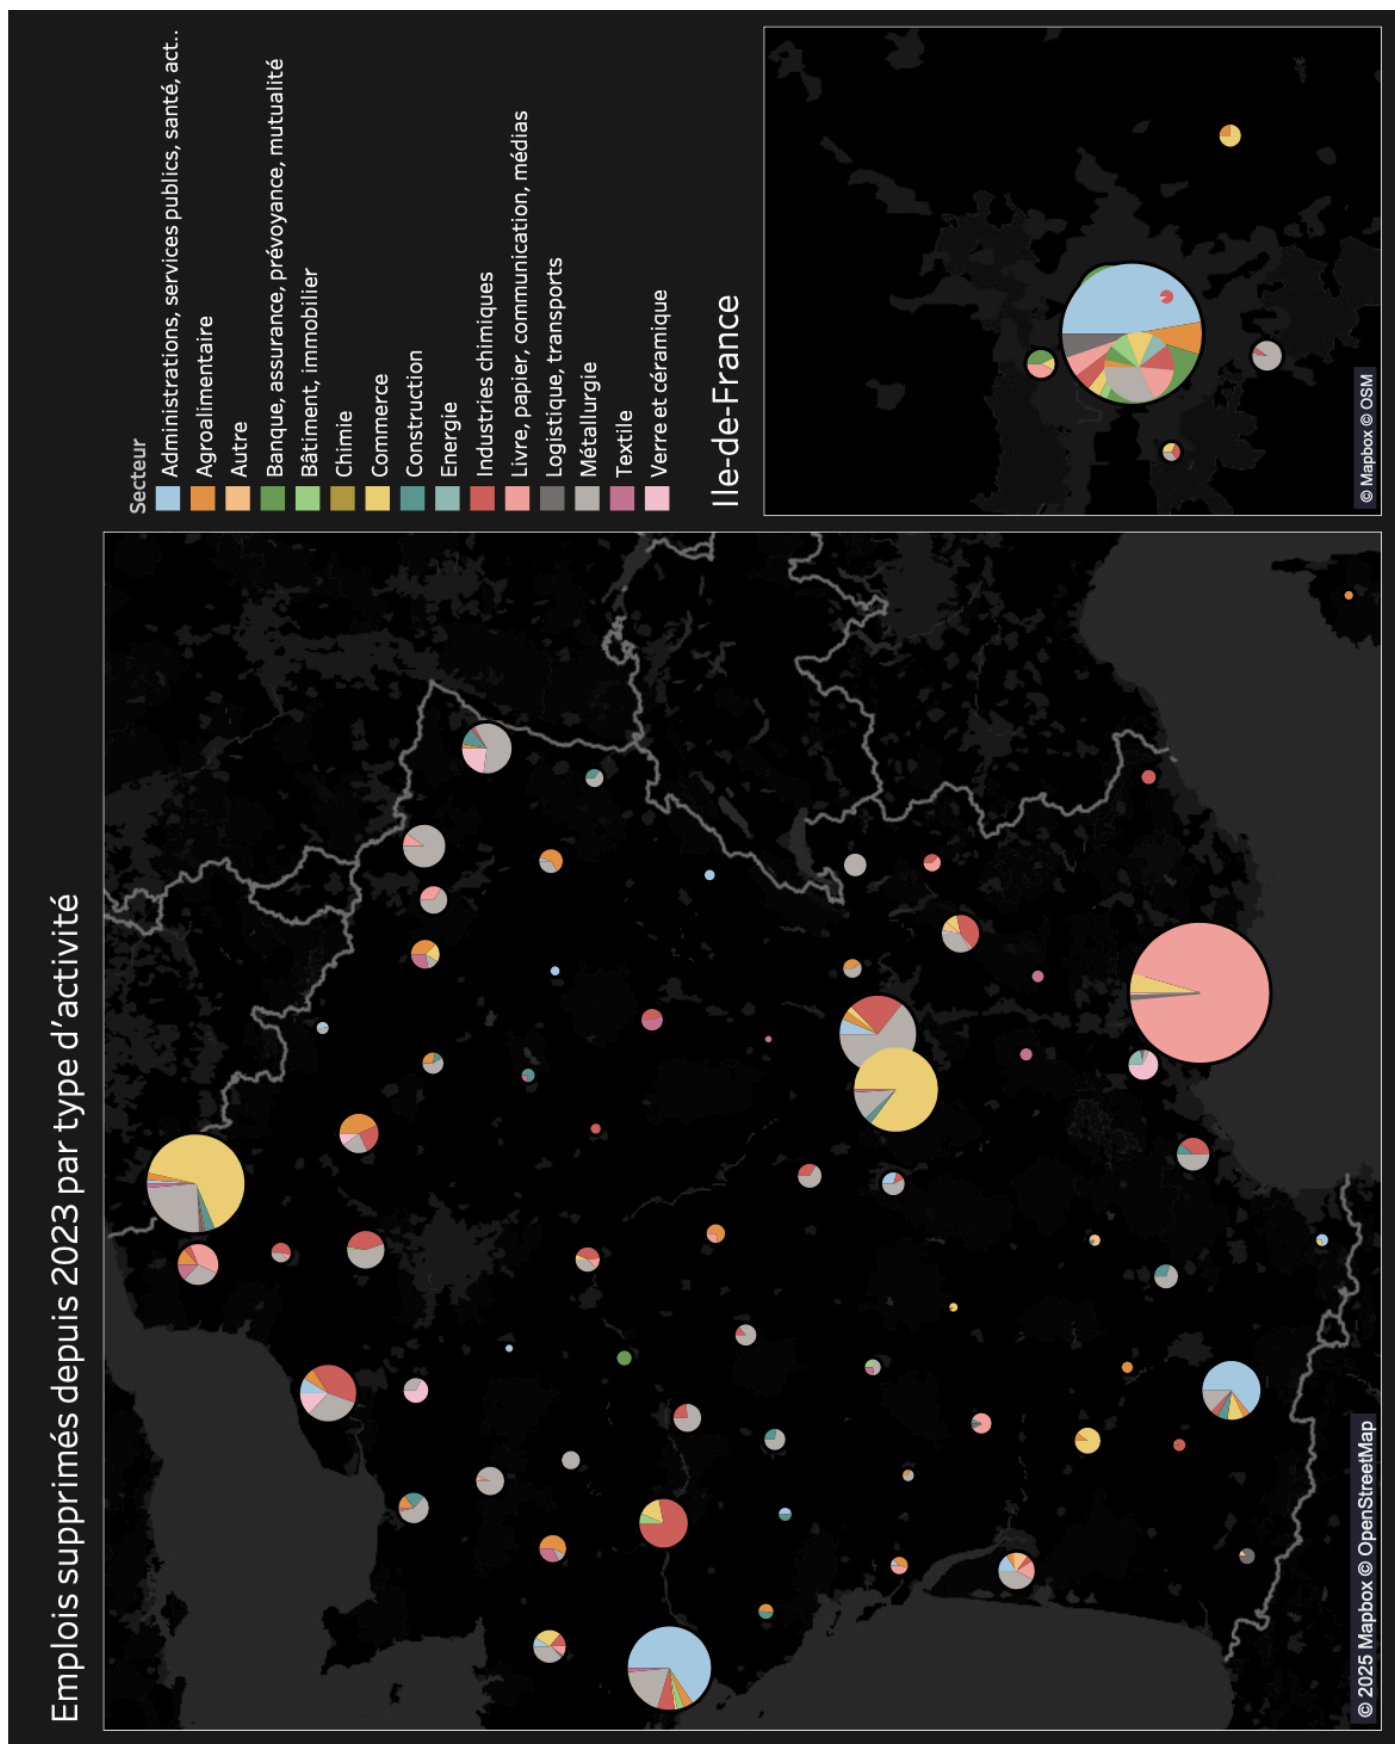 Emplois supprimés depuis 2023 par type d’activité
Secteur
Administrations, services publics, santé, act..
Agroalimentaire
Autre
Banque, assurance, prévoyance, mutualité
Bâtiment, immobilier
Chimie
Commerce
Construction
Energie
Industries chimiques
Livre, papier, communication, médias
Logistique, transports
Métallurgie
Textile
Verre et céramique
Ile-de-France
© Mapbox © OSM
© 2025 Mapbox © OpenStreetMap